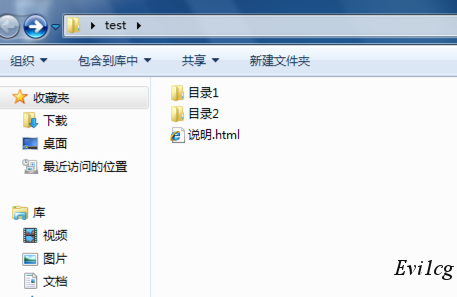 test
组织 包含到库中 共享 新建文件夹
收藏夹
下载
桌面
最近访问的位置
库
视频
图片
文档
目录1
目录2
说明.html
Evilcg